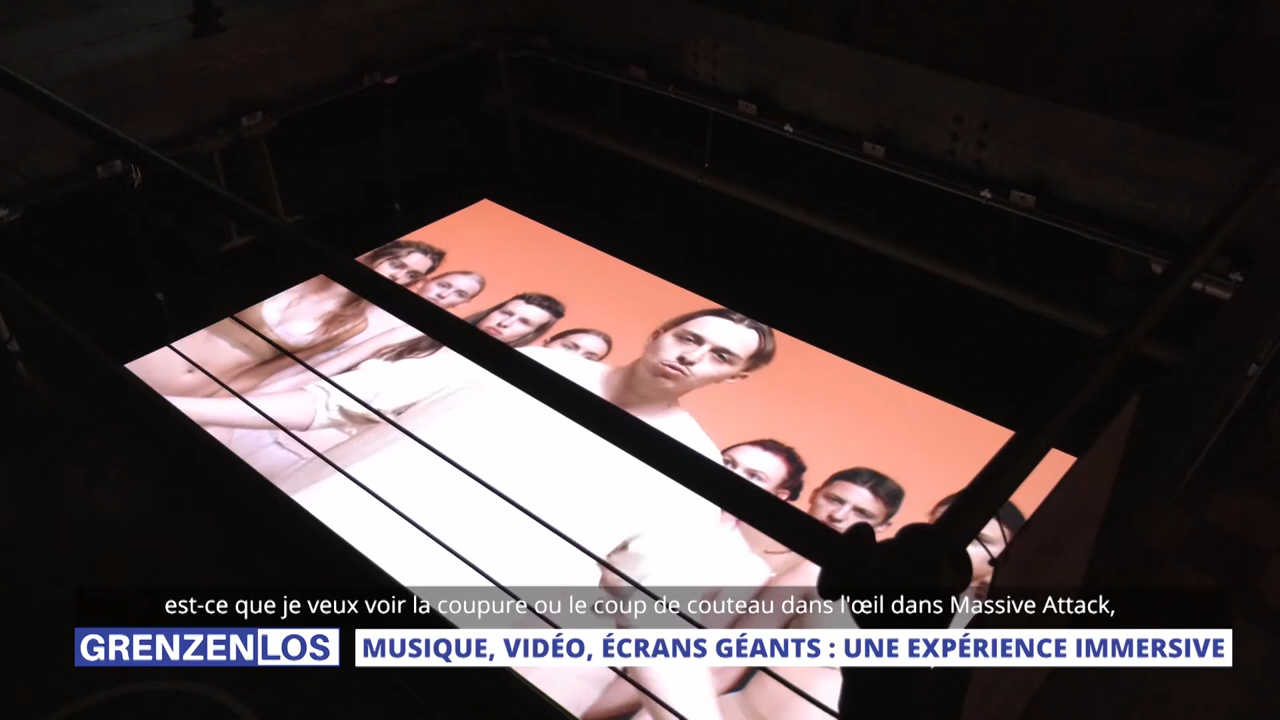 est-ce que je veux voir la coupure ou le coup de couteau dans l'œil dans Massive Attack,
GRENZENLOS MUSIQUE, VIDÉO, ÉCRANS GÉANTS : UNE EXPÉRIENCE IMMERSIVE